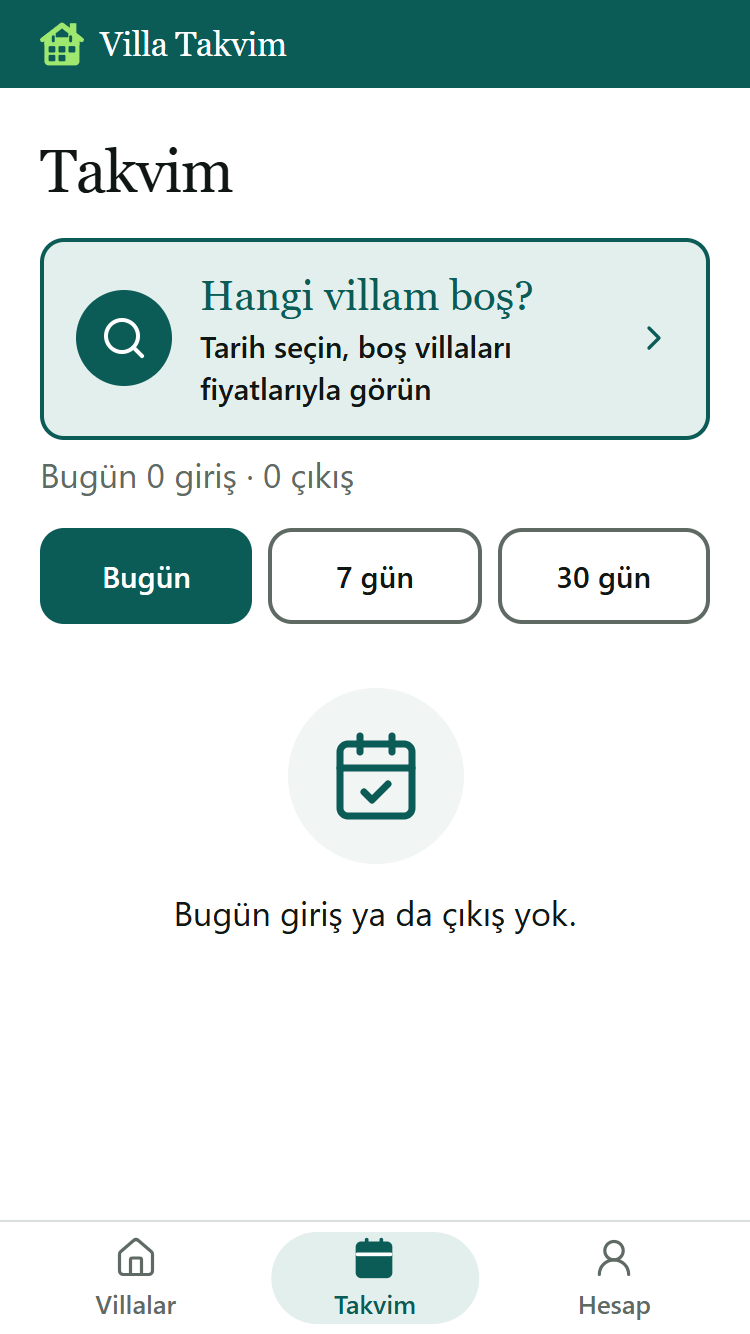 Villa Takvim
Takvim
Hangi villam boş?
Tarih seçin, boş villaları
fiyatlarıyla görün
Bugün 0 giriş · 0 çıkış
Bugün
7 gün
30 gün
Bugün giriş ya da çıkış yok.
Villalar
Takvim
Hesap